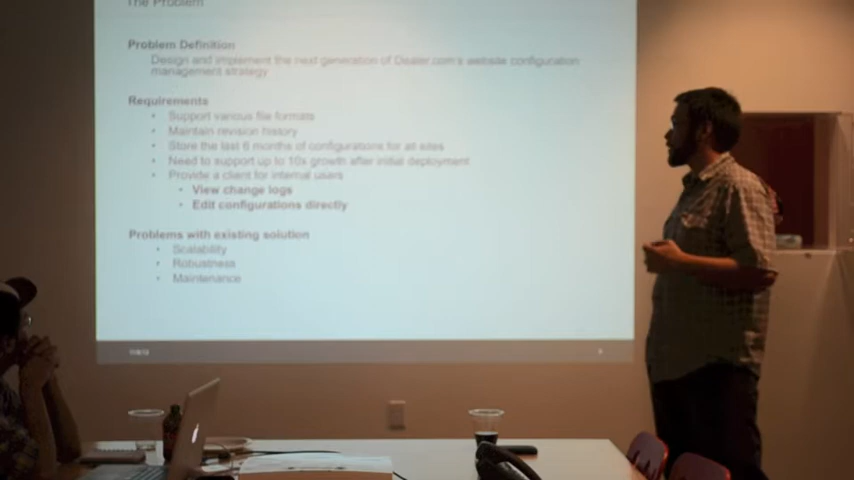 The Problem
Problem Definition
Design and implement the next generation of Dealer.com's website configuration
management strategy
Requirements
• Support various file formats
• Maintain revision history
• Store the last 6 months of configurations for all sites
• Need to support up to 10x growth after initial deployment
• Provide a client for internal users
• View change logs
• Edit configurations directly
Problems with existing solution
• Scalability
• Robustness
• Maintenance